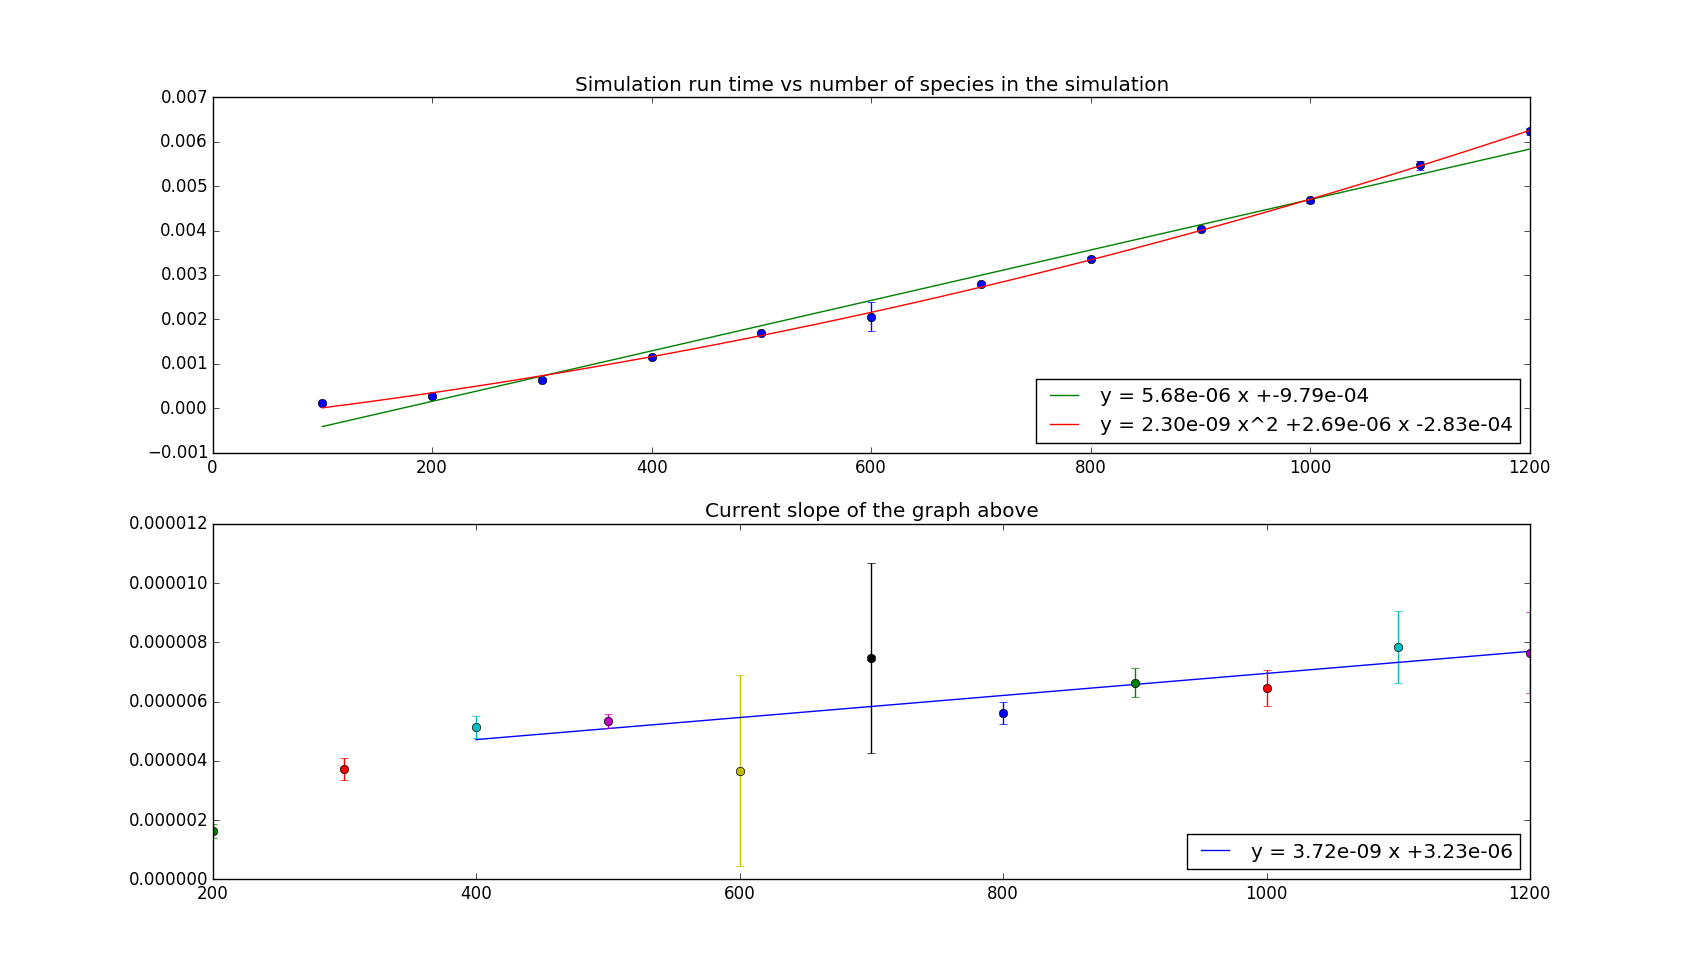 Simulation run time vs number of species in the simulation
0.007
0.006
0.005
0.004
0.003
0.002
0.001
0.000
−0.001
y = 5.68e-06 x +-9.79e-04
y = 2.30e-09 x^2 +2.69e-06 x -2.83e-04
0 200 400 600 800 1000 1200
Current slope of the graph above
0.000012
0.000010
0.000008
0.000006
0.000004
0.000002
0.000000
y = 3.72e-09 x +3.23e-06
200 400 600 800 1000 1200